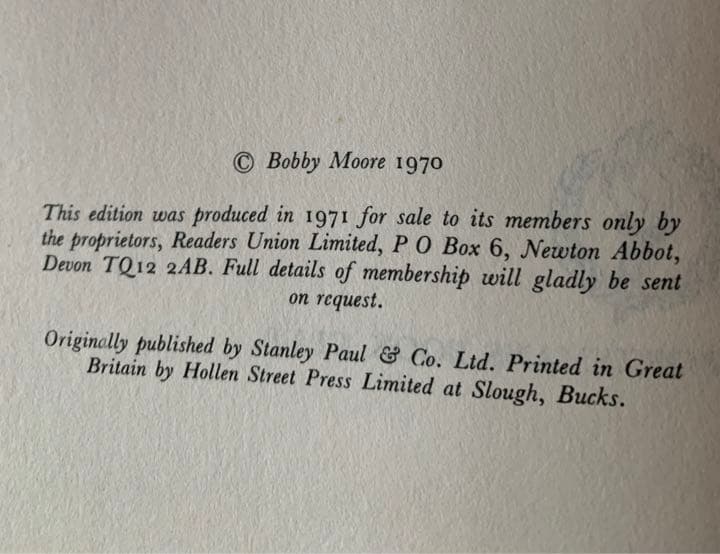 © Bobby Moore 1970
This edition was produced in 1971 for sale to its members only by
the proprietors, Readers Union Limited, P O Box 6, Newton Abbot,
Devon TQ12 2AB. Full details of membership will gladly be sent
on request.
Originally published by Stanley Paul & Co. Ltd. Printed in Great
Britain by Hollen Street Press Limited at Slough, Bucks.